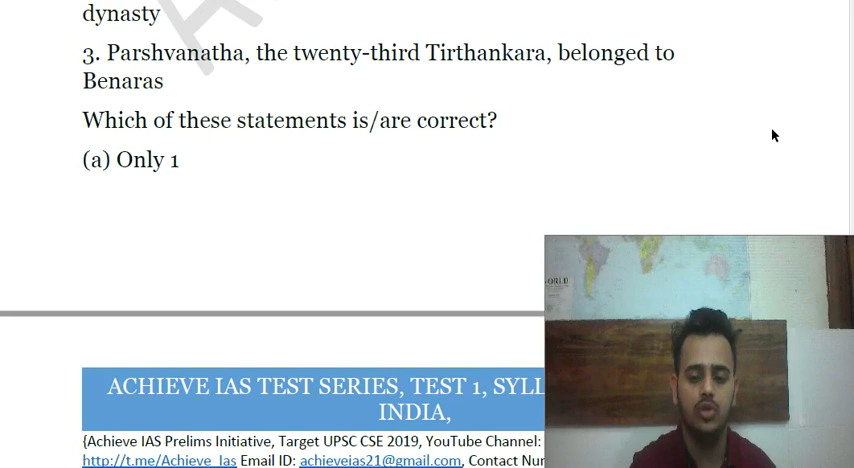 dynasty
3. Parshvanatha, the twenty-third Tirthankara, belonged to
Benaras
Which of these statements is/are correct?
(a) Only 1
ACHIEVE IAS TEST SERIES, TEST 1, SYLL
INDIA,
{Achieve IAS Prelims Initiative, Target UPSC CSE 2019, YouTube Channel:
http://t.me/Achieve_Ias Email ID: achieveias21@gmail.com, Contact Nur